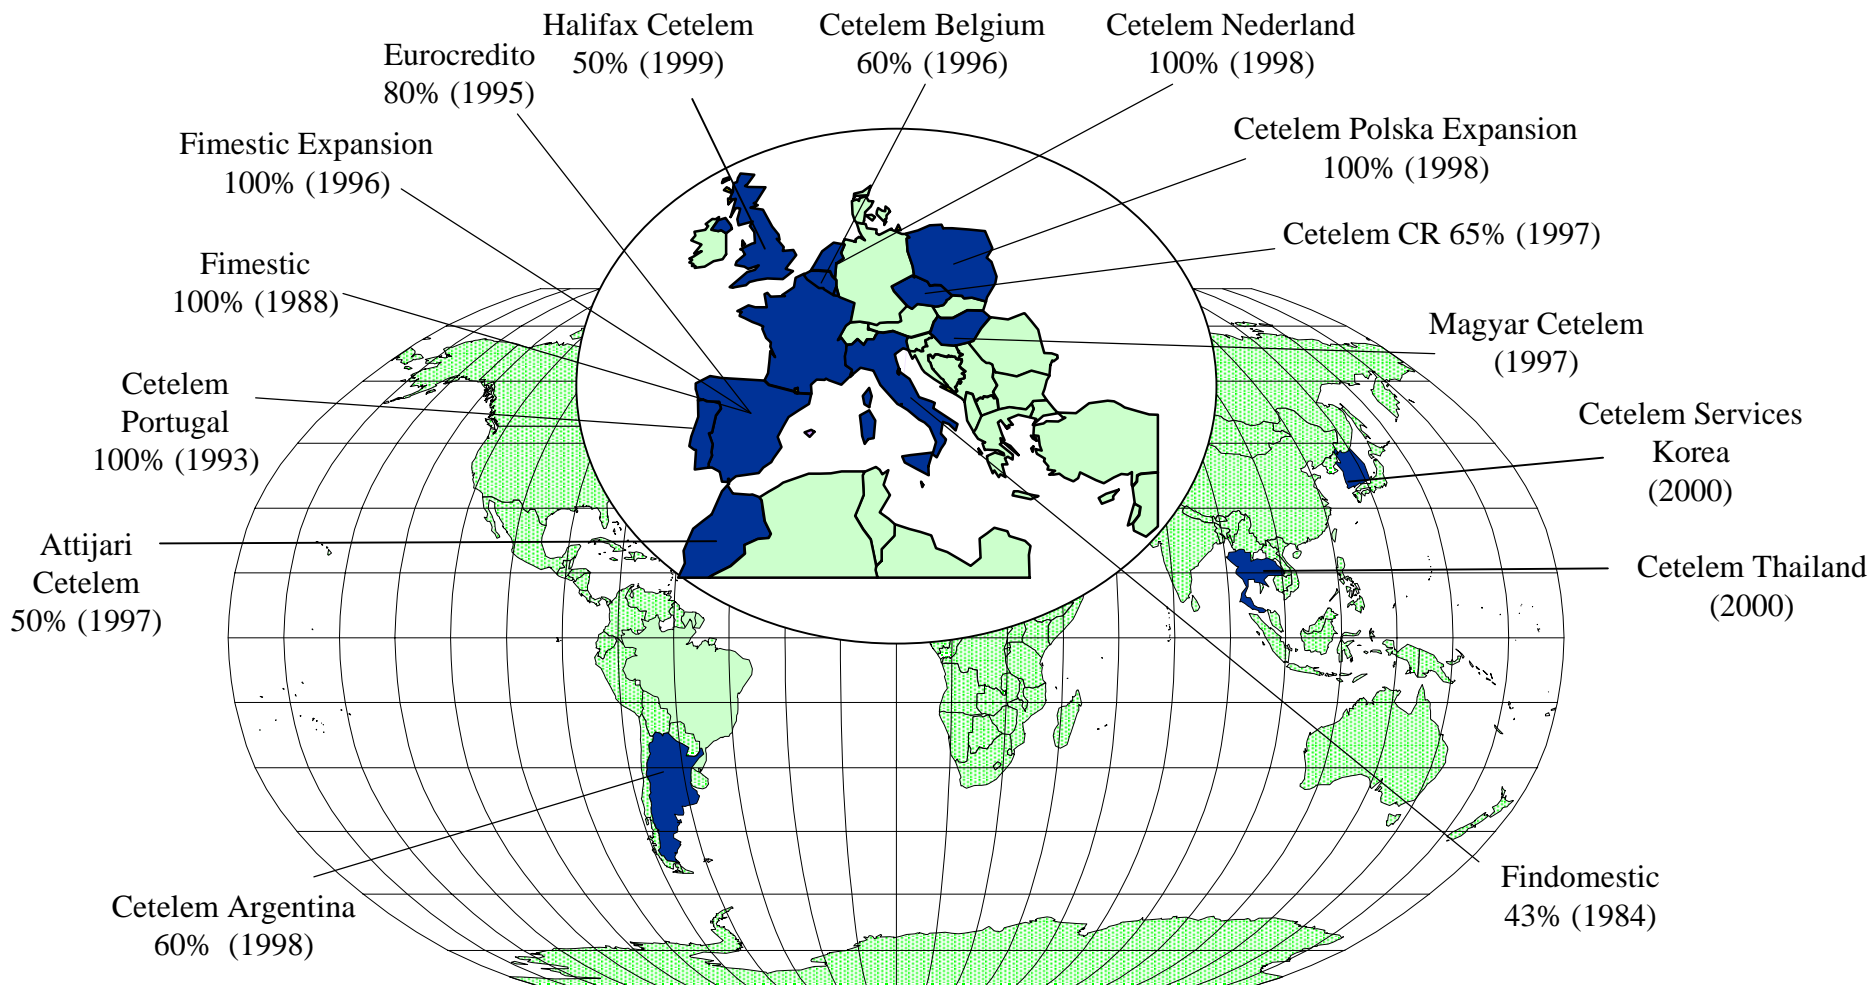 Halifax Cetelem
50% (1999)
Cetelem Belgium
60% (1996)
Cetelem Nederland
100% (1998)
Eurocredito
80% (1995)
Cetelem Polska Expansion
100% (1998)
Fimestic Expansion
100% (1996)
Cetelem CR 65% (1997)
Fimestic
100% (1988)
Magyar Cetelem
(1997)
Cetelem
Portugal
100% (1993)
Cetelem Services
Korea
(2000)
Attijari
Cetelem
50% (1997)
Cetelem Thailand
(2000)
Cetelem Argentina
60% (1998)
Findomestic
43% (1984)